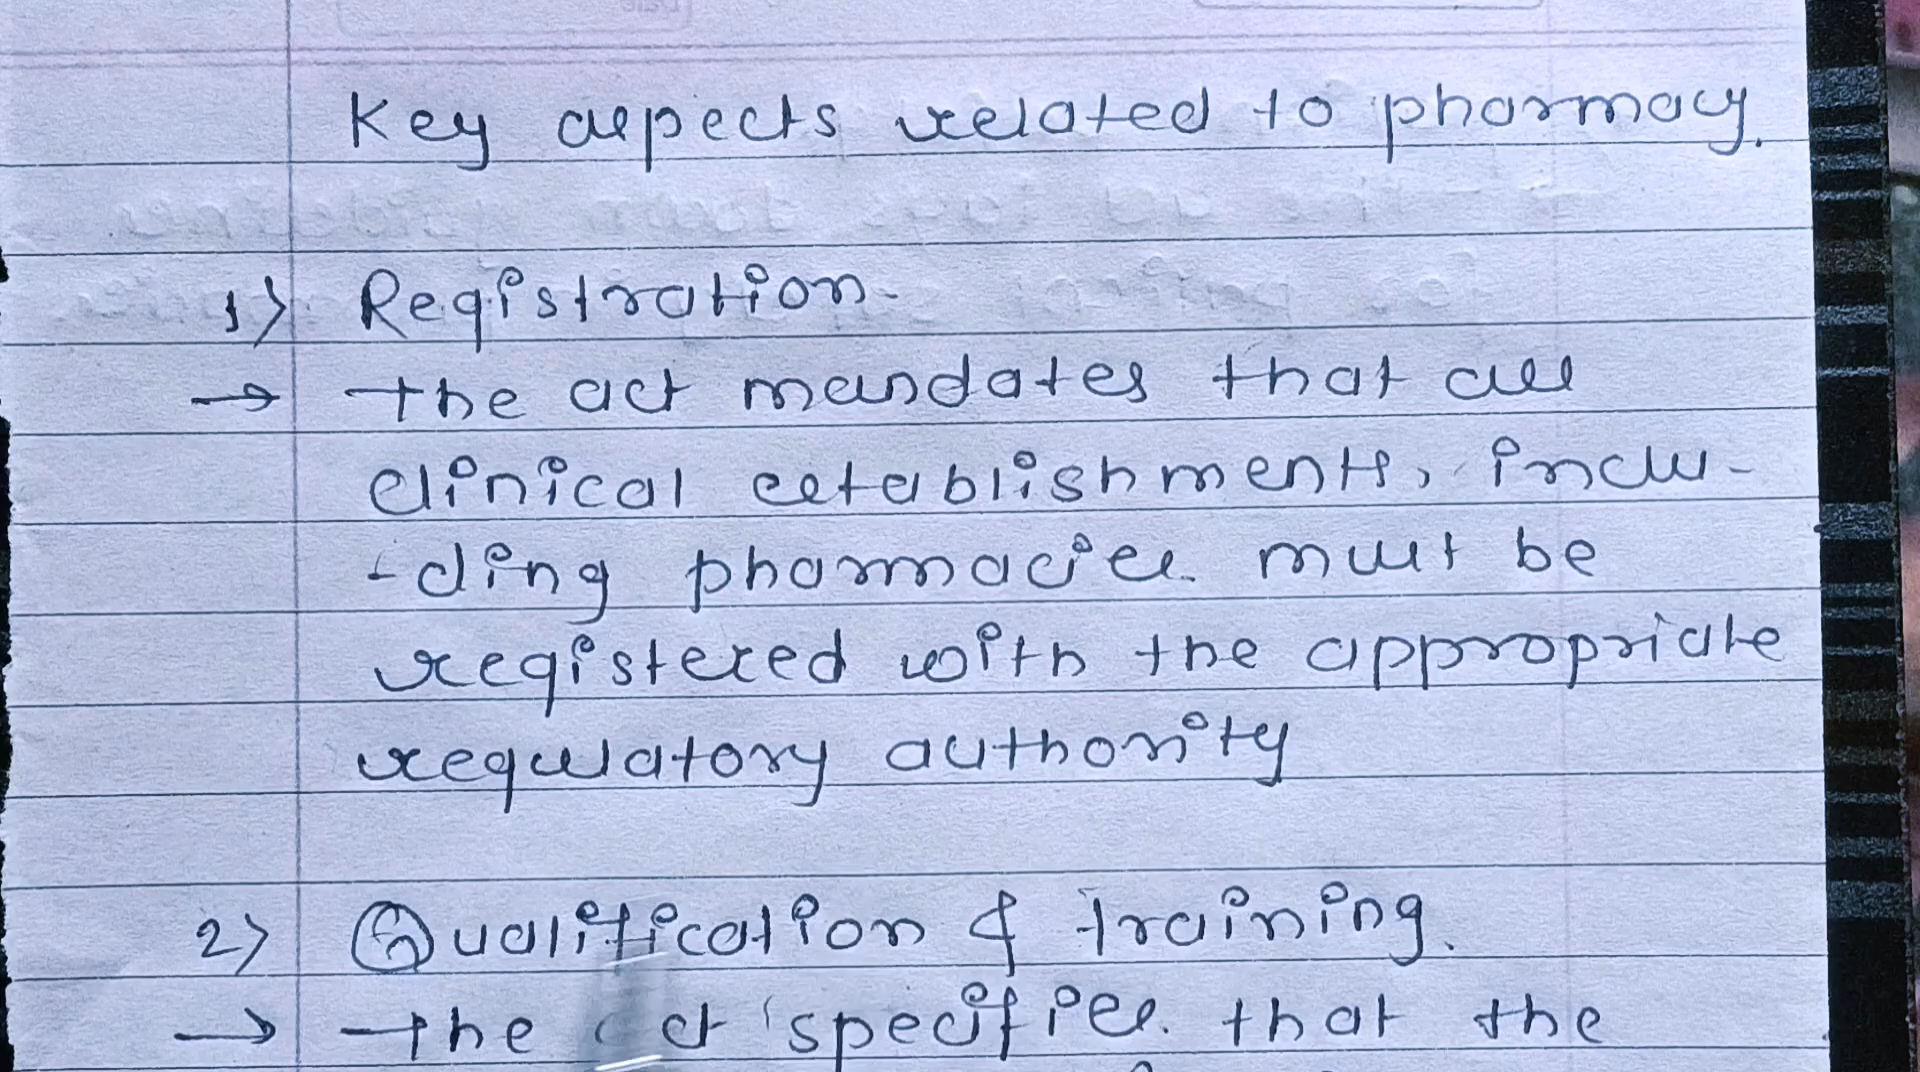 Key aspects related to pharmacy.
1) Registration.
→ the act mandates that all
clinical establishments, inclu-
-ding pharmacies must be
registered with the appropriate
regulatory authority
2) Qualification & training.
→ the act specifies that the